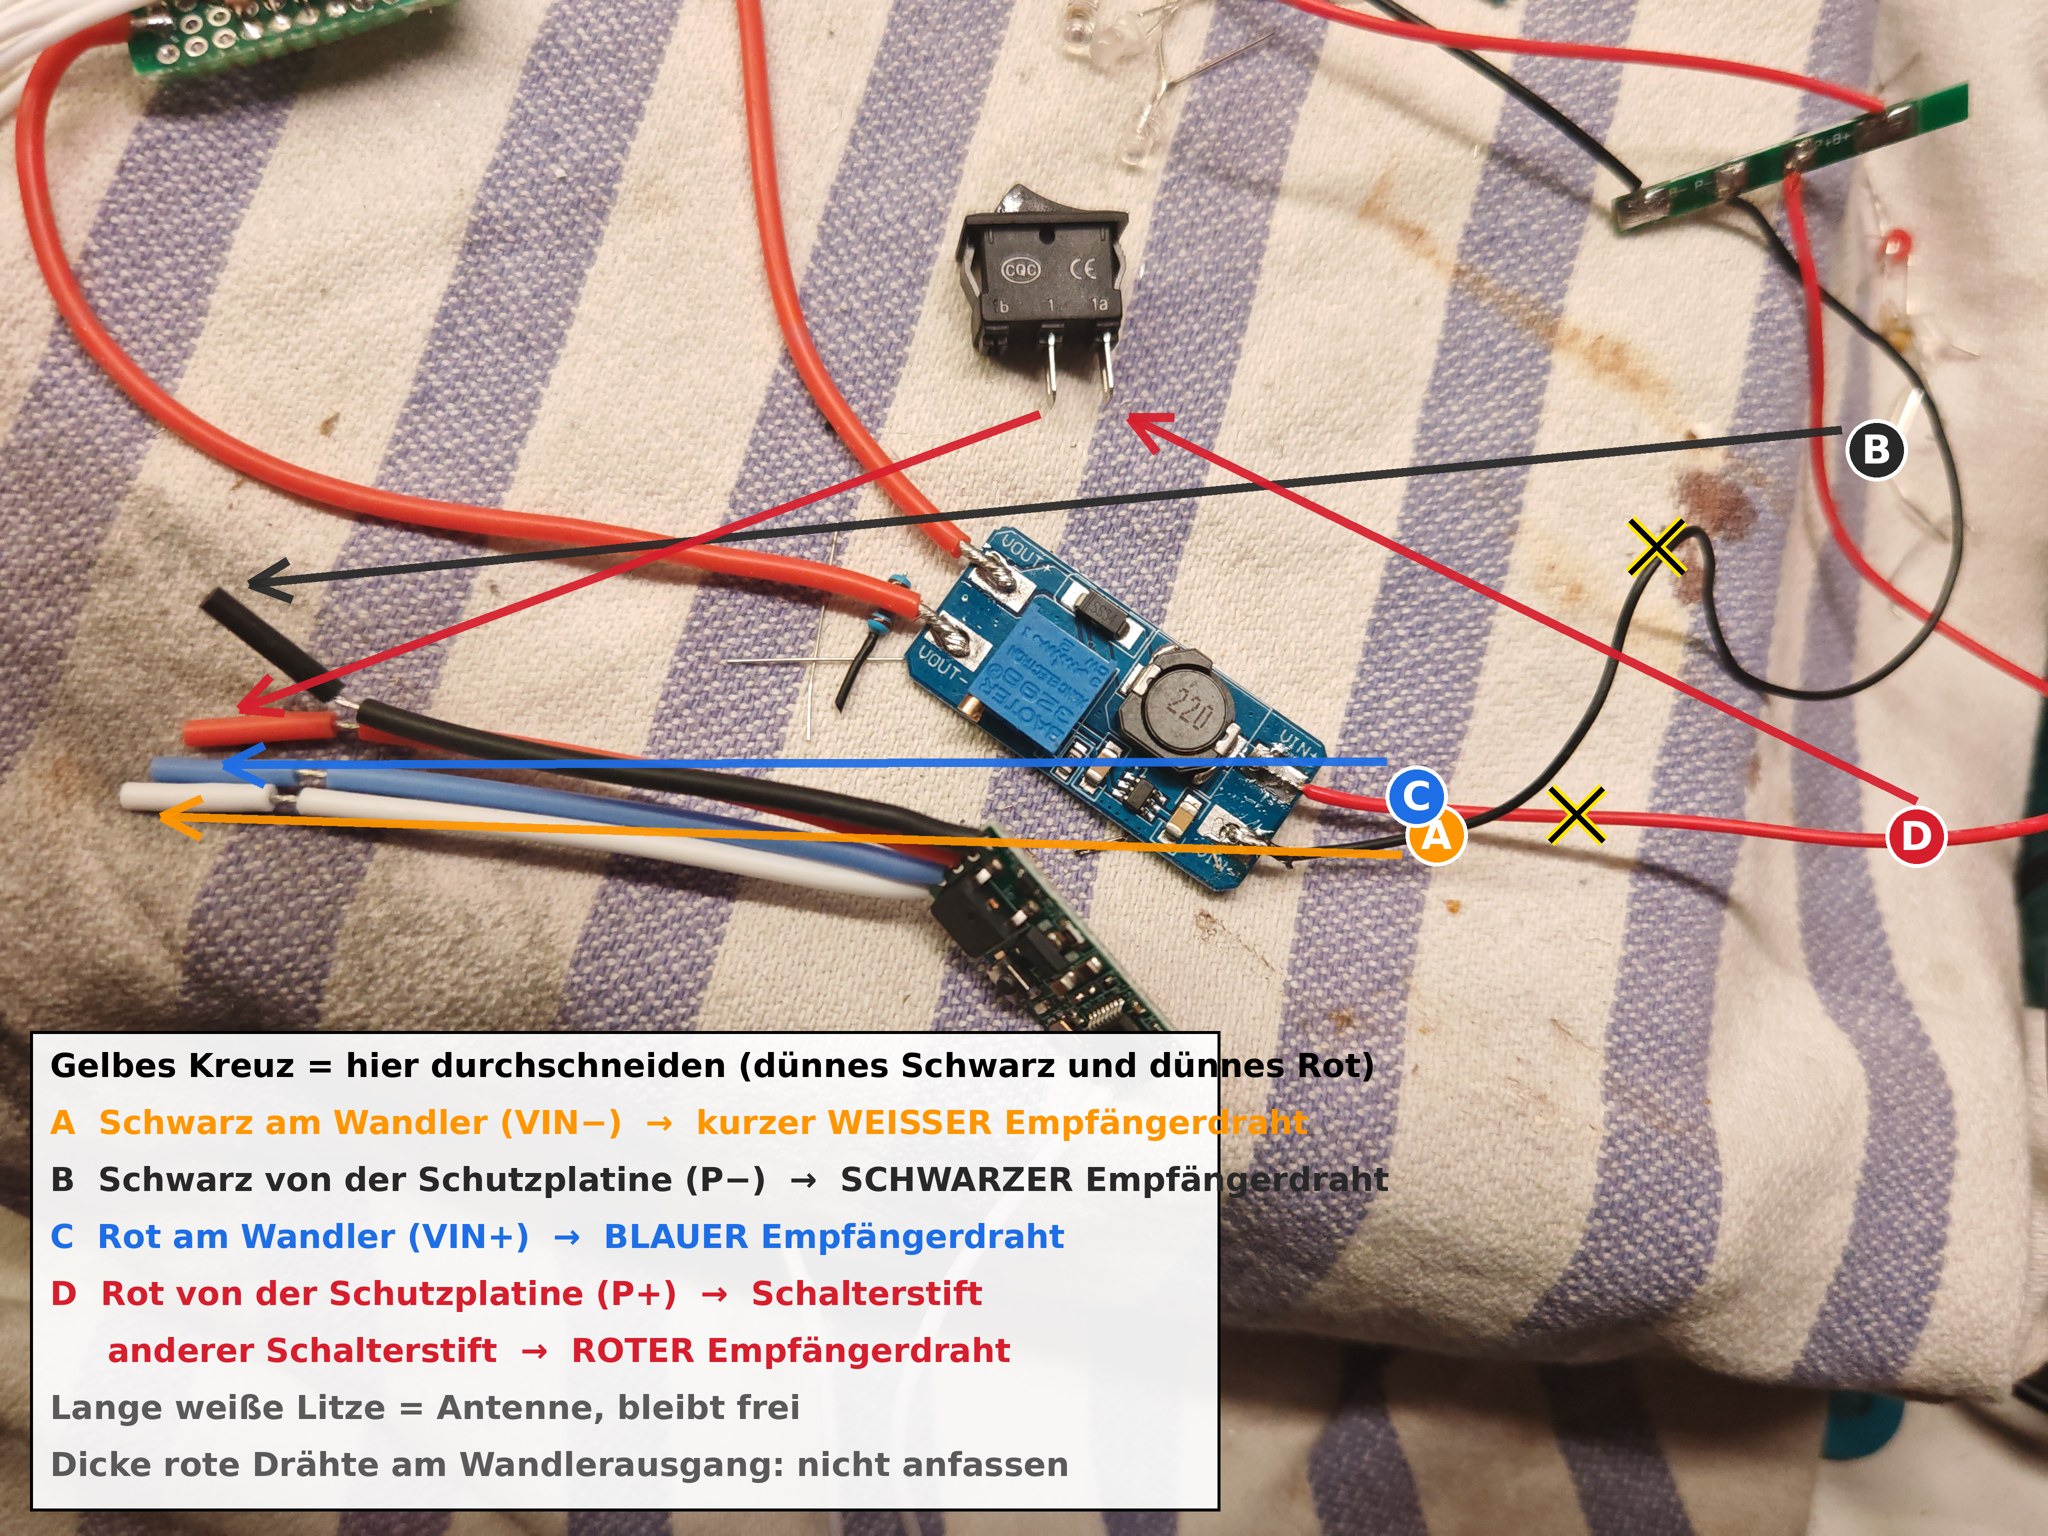 P+ B+
B- P-
CQC
CE
b 1 1a
VOUT+
VOUT-
220
VIN+
B
C
A
D
Gelbes Kreuz = hier durchschneiden (dünnes Schwarz und dünnes Rot)
A Schwarz am Wandler (VIN−) → kurzer WEISSER Empfängerdraht
B Schwarz von der Schutzplatine (P−) → SCHWARZER Empfängerdraht
C Rot am Wandler (VIN+) → BLAUER Empfängerdraht
D Rot von der Schutzplatine (P+) → Schalterstift
anderer Schalterstift → ROTER Empfängerdraht
Lange weiße Litze = Antenne, bleibt frei
Dicke rote Drähte am Wandlerausgang: nicht anfassen